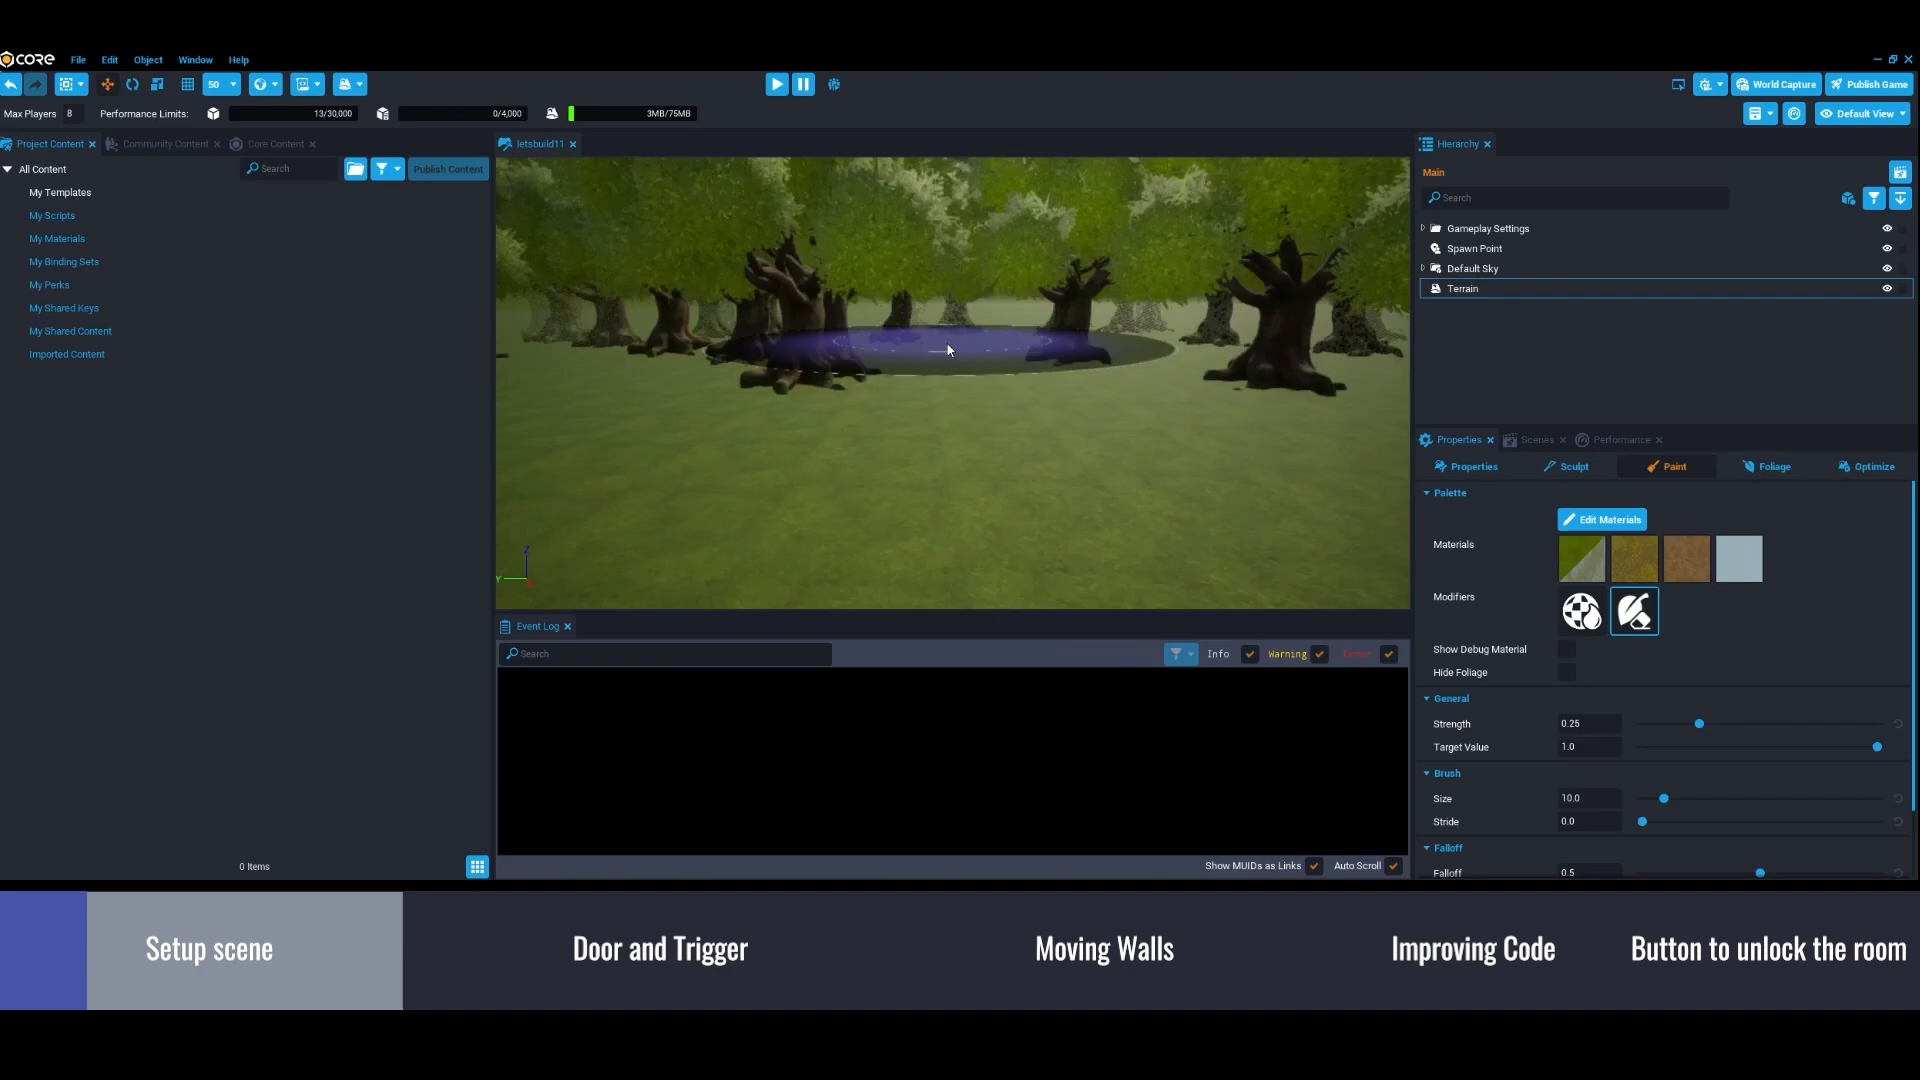 CORE File Edit Object Window Help
50 World Capture Publish Game
Max Players 8 Performance Limits: 13/30,000 0/4,000 3MB/75MB Default View
Project Content Community Content Core Content letsbuild11 Hierarchy
All Content Search Publish Content
My Templates
My Scripts
My Materials
My Binding Sets
My Perks
My Shared Keys
My Shared Content
Imported Content
0 Items
Z
Y
Event Log
Search Info Warning Error
Show MUIDs as Links Auto Scroll
Main
Search
Gameplay Settings
Spawn Point
Default Sky
Terrain
Properties Scenes Performance
Properties Sculpt Paint Foliage Optimize
Palette
Edit Materials
Materials
Modifiers
Show Debug Material
Hide Foliage
General
Strength 0.25
Target Value 1.0
Brush
Size 10.0
Stride 0.0
Falloff
Falloff 0.5
Setup scene Door and Trigger Moving Walls Improving Code Button to unlock the room